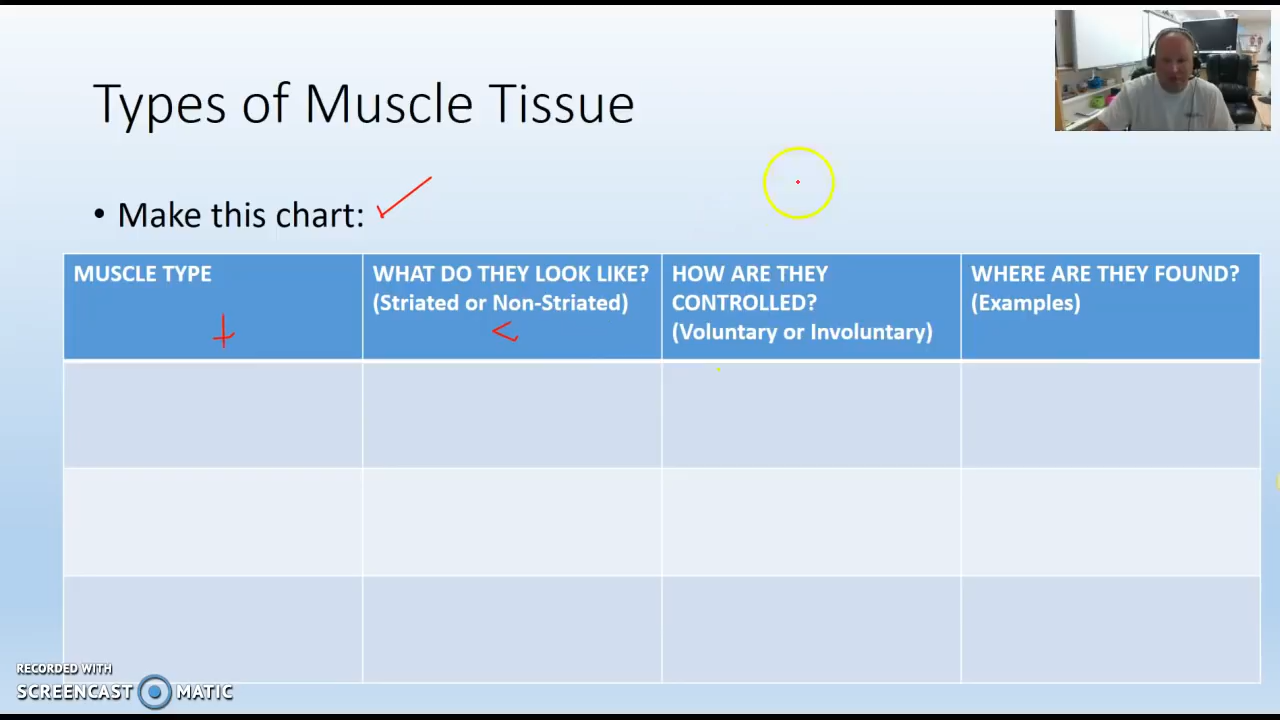 Types of Muscle Tissue
• Make this chart:
MUSCLE TYPE
WHAT DO THEY LOOK LIKE?
(Striated or Non-Striated)
HOW ARE THEY
CONTROLLED?
(Voluntary or Involuntary)
WHERE ARE THEY FOUND?
(Examples)
RECORDED WITH
SCREENCAST MATIC